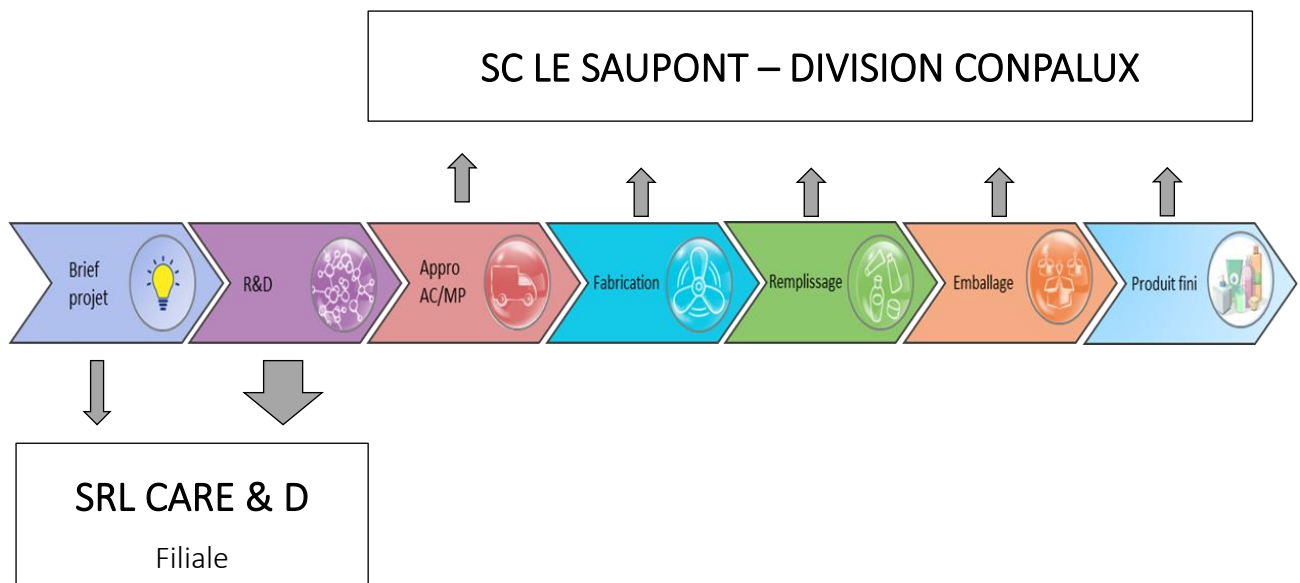 SC LE SAUPONT – DIVISION CONPALUX
Brief
projet
R&D
Appro
AC/MP
Fabrication
Remplissage
Emballage
Produit fini
SRL CARE & D
Filiale